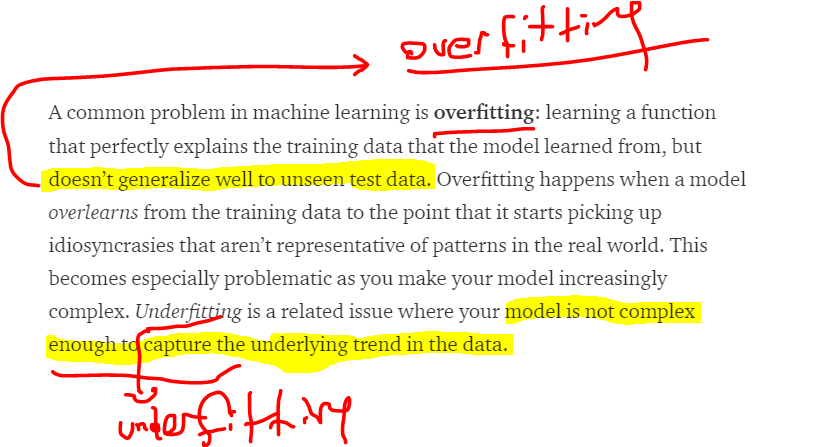 overfitting
A common problem in machine learning is overfitting: learning a function
that perfectly explains the training data that the model learned from, but
doesn’t generalize well to unseen test data. Overfitting happens when a model
overlearns from the training data to the point that it starts picking up
idiosyncrasies that aren’t representative of patterns in the real world. This
becomes especially problematic as you make your model increasingly
complex. Underfitting is a related issue where your model is not complex
enough to capture the underlying trend in the data.
underfitting